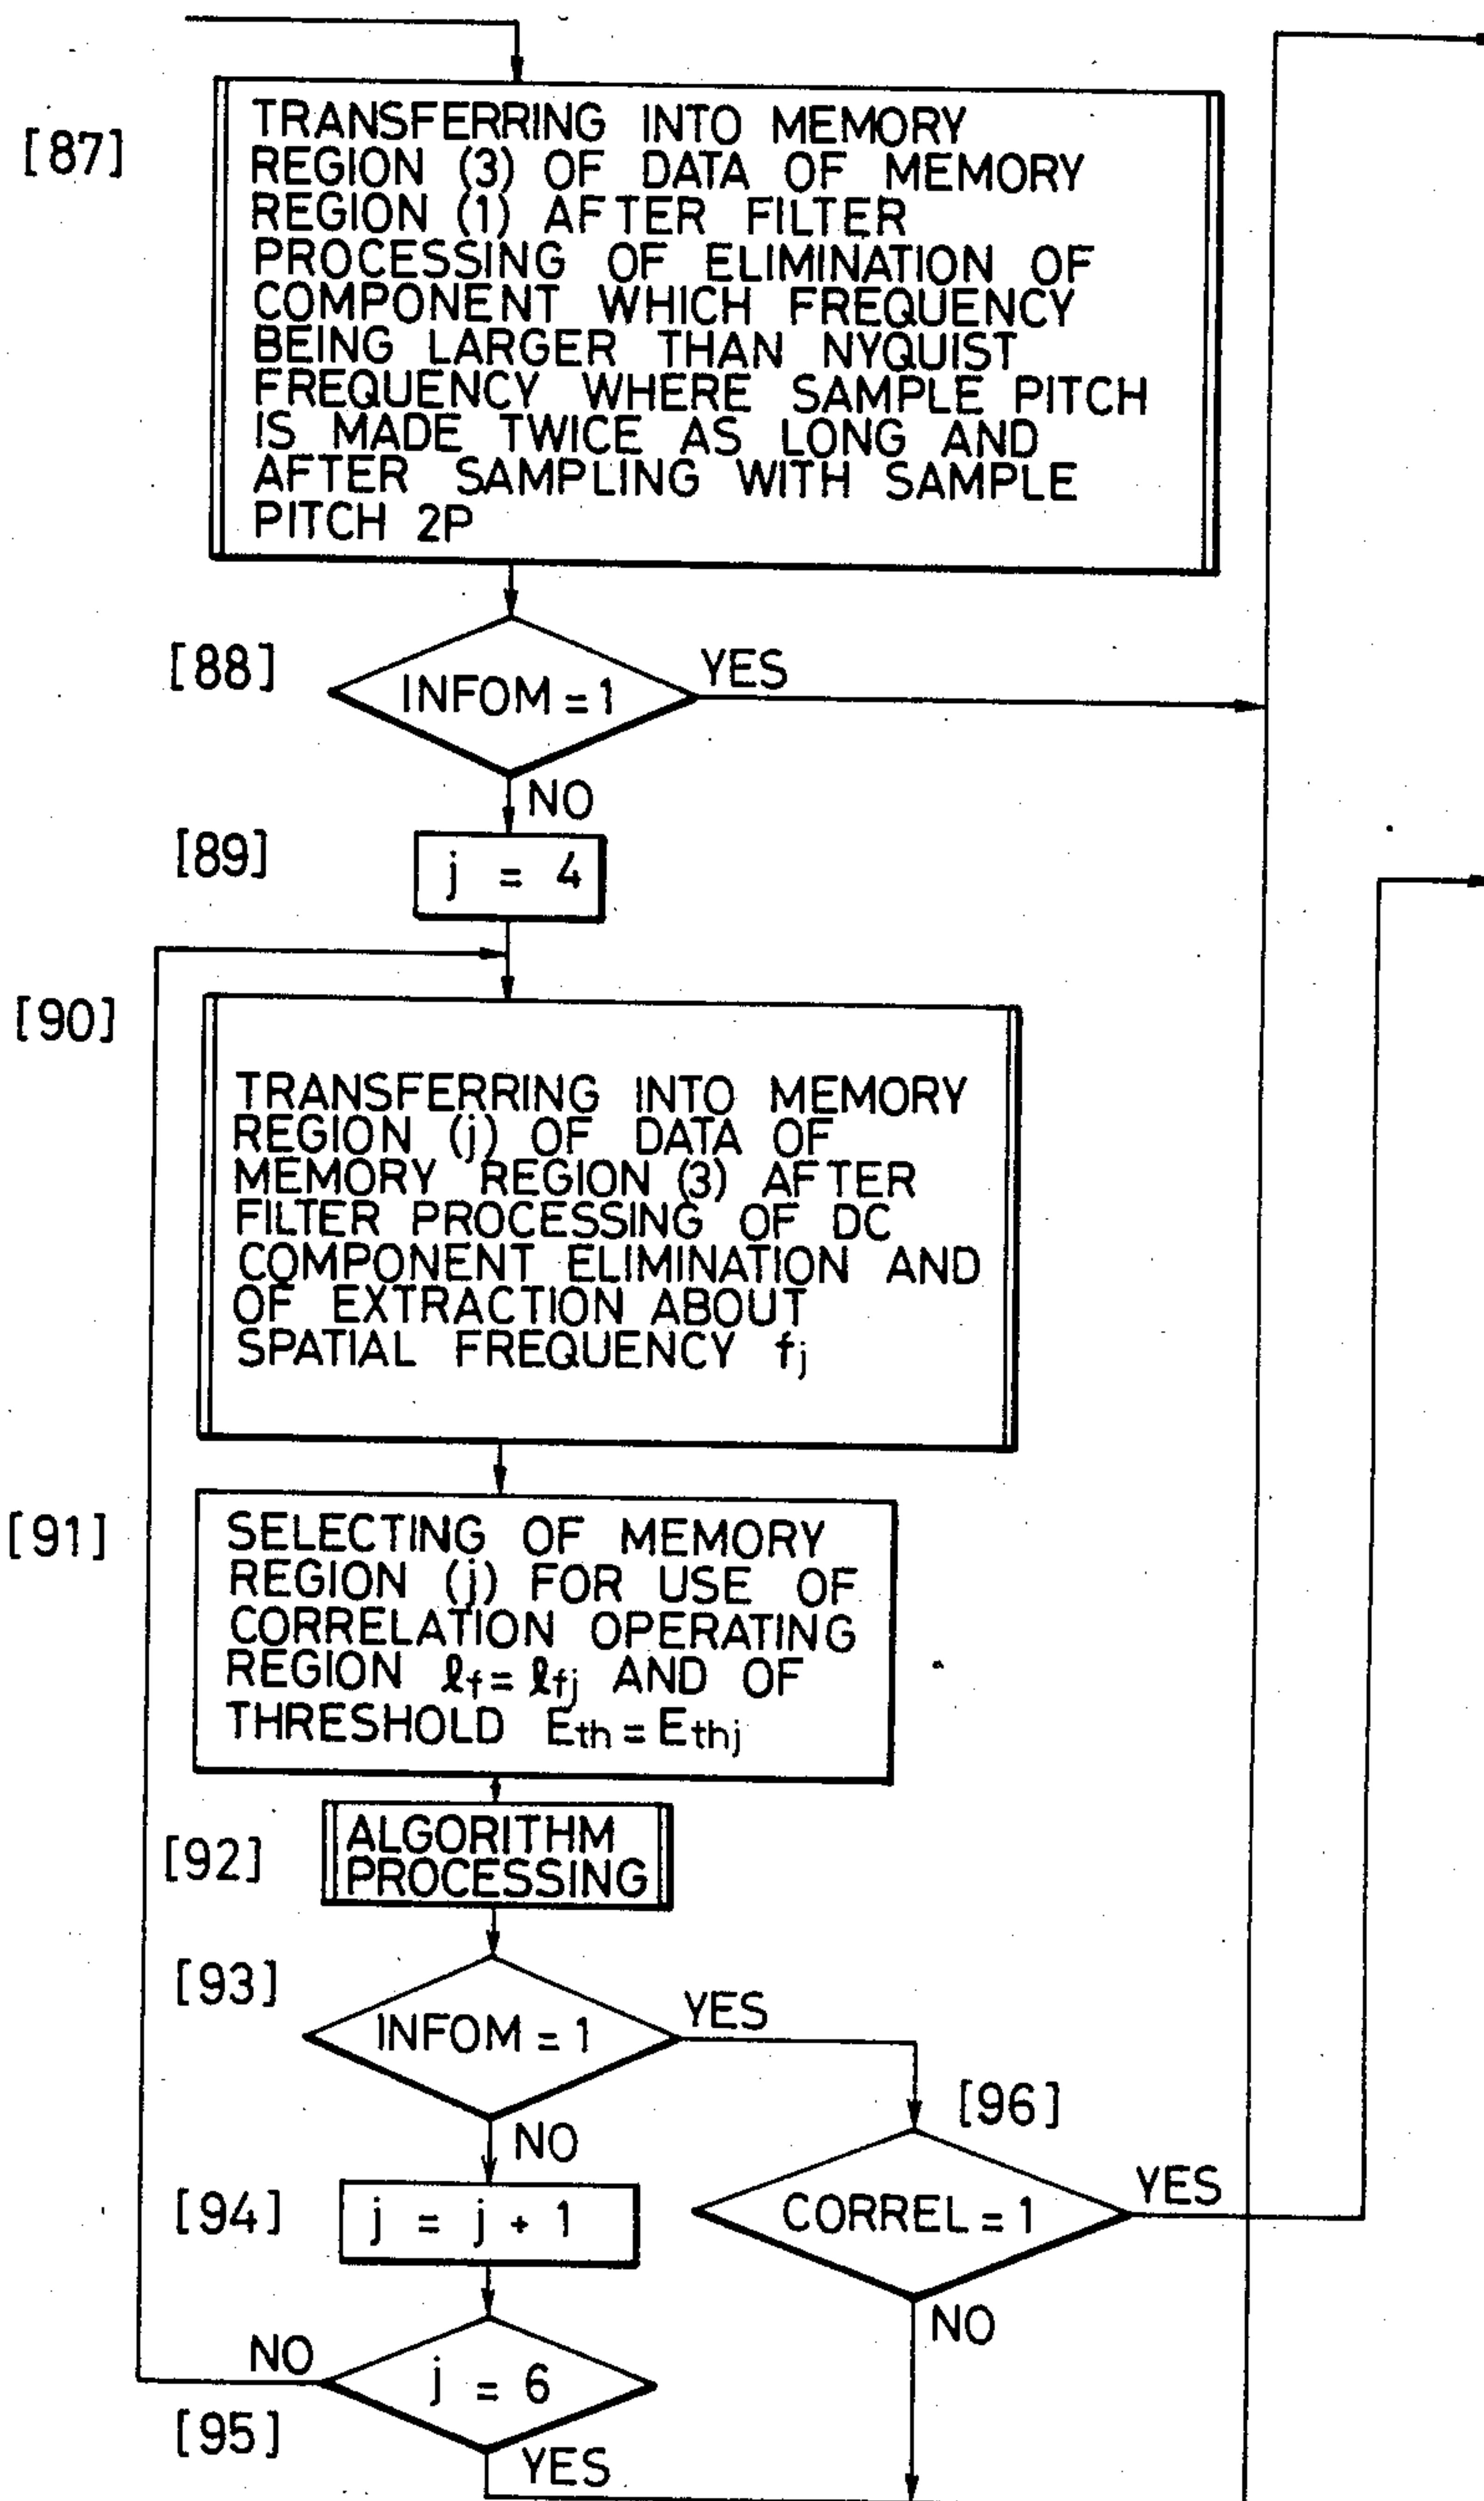 [87]
TRANSFERRING INTO MEMORY
REGION (3) OF DATA OF MEMORY
REGION (1) AFTER FILTER
PROCESSING OF ELIMINATION OF
COMPONENT WHICH FREQUENCY
BEING LARGER THAN NYQUIST
FREQUENCY WHERE SAMPLE PITCH
IS MADE TWICE AS LONG AND
AFTER SAMPLING WITH SAMPLE
PITCH 2P
[88]
INFOM = 1
YES
NO
[89]
j = 4
[90]
TRANSFERRING INTO MEMORY
REGION (j) OF DATA OF
MEMORY REGION (3) AFTER
FILTER PROCESSING OF DC
COMPONENT ELIMINATION AND
OF EXTRACTION ABOUT
SPATIAL FREQUENCY fj
[91]
SELECTING OF MEMORY
REGION (j) FOR USE OF
CORRELATION OPERATING
REGION ℓf = ℓfj AND OF
THRESHOLD Eth = Ethj
[92]
ALGORITHM
PROCESSING
[93]
INFOM = 1
YES
NO
[96]
CORREL = 1
YES
NO
[94]
j = j + 1
[95]
j = 6
NO
YES